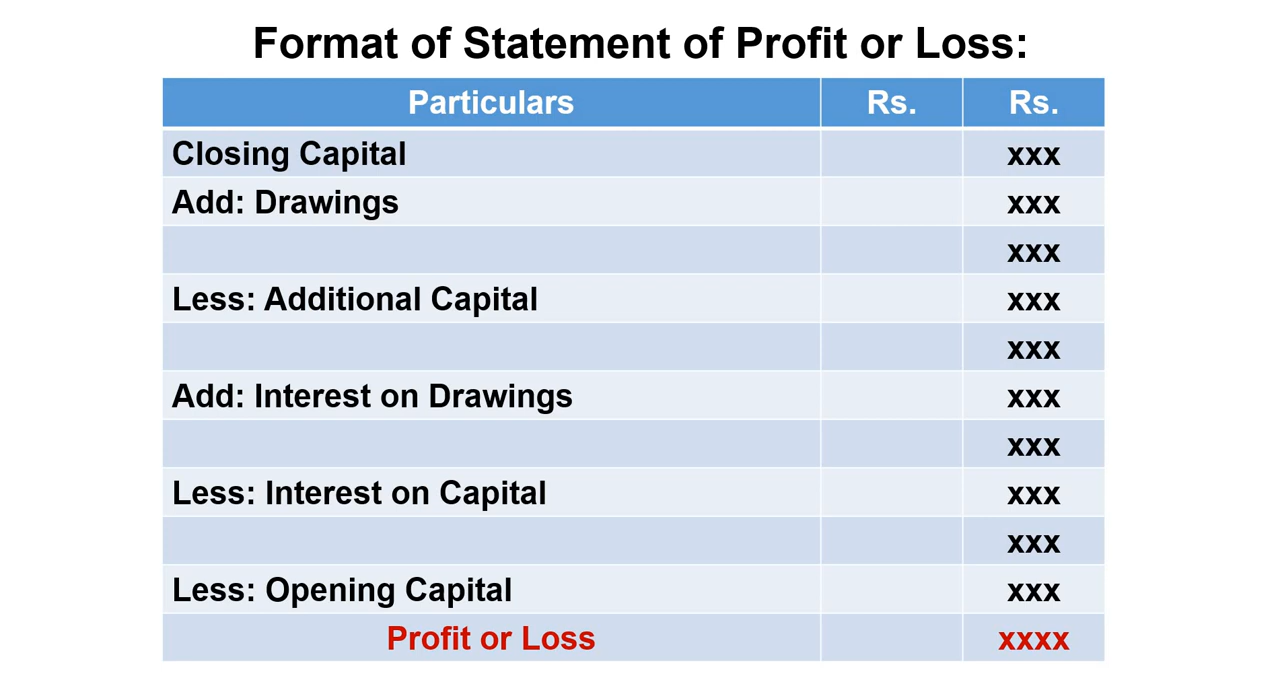 Format of Statement of Profit or Loss:
Particulars Rs. Rs.
Closing Capital xxx
Add: Drawings xxx
xxx
Less: Additional Capital xxx
xxx
Add: Interest on Drawings xxx
xxx
Less: Interest on Capital xxx
xxx
Less: Opening Capital xxx
Profit or Loss xxxx